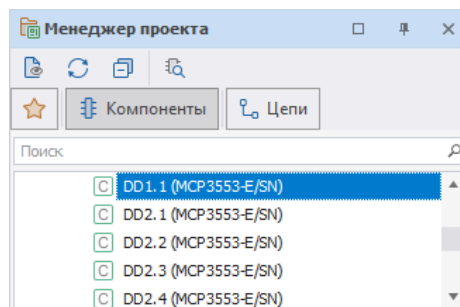 Менеджер проекта
Компоненты Цепи
Поиск
C DD1.1 (MCP3553-E/SN)
C DD2.1 (MCP3553-E/SN)
C DD2.2 (MCP3553-E/SN)
C DD2.3 (MCP3553-E/SN)
C DD2.4 (MCP3553-E/SN)